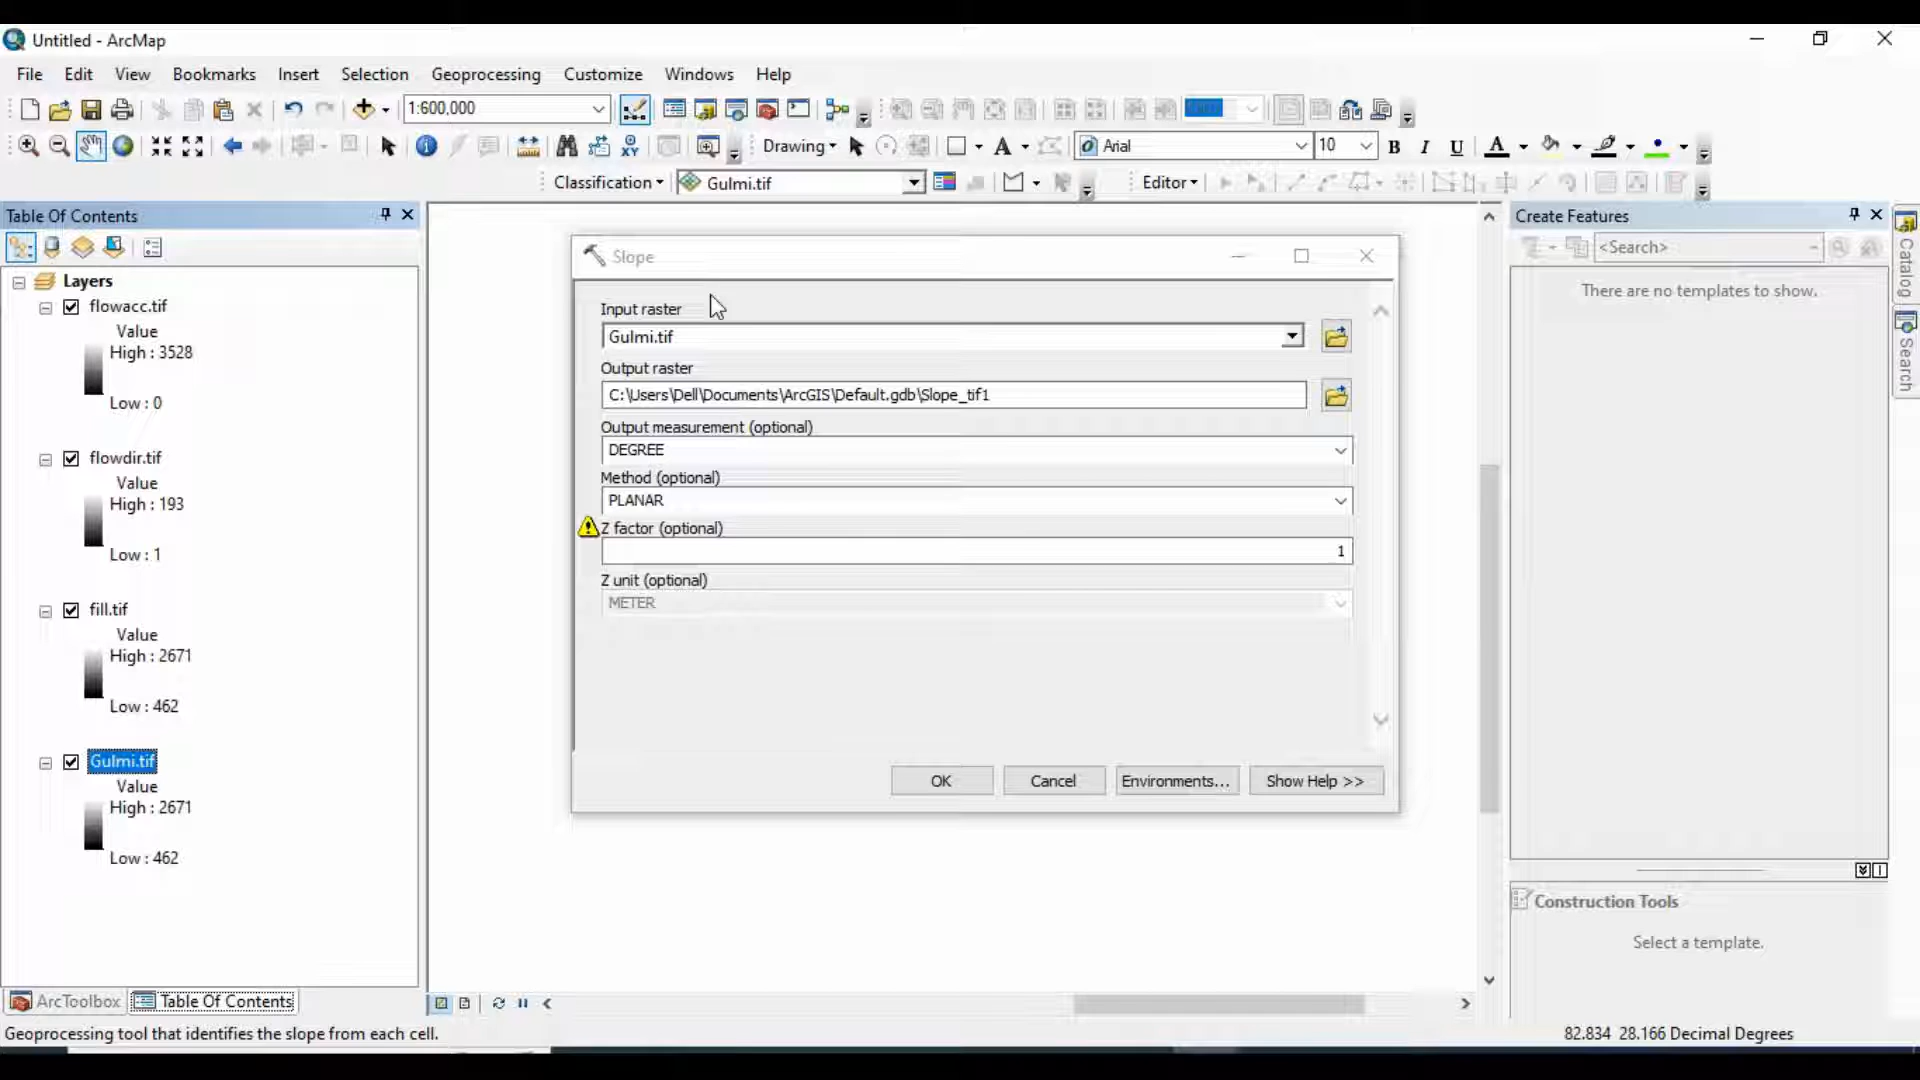 Untitled - ArcMap
File Edit View Bookmarks Insert Selection Geoprocessing Customize Windows Help
1:600,000
Drawing Arial 10 B I U A
Classification Gulmi.tif Editor
Table Of Contents
Layers
flowacc.tif
Value
High : 3528
Low : 0
flowdir.tif
Value
High : 193
Low : 1
fill.tif
Value
High : 2671
Low : 462
Gulmi.tif
Value
High : 2671
Low : 462
ArcToolbox Table Of Contents
Slope
Input raster
Gulmi.tif
Output raster
C:\Users\Dell\Documents\ArcGIS\Default.gdb\Slope_tif1
Output measurement (optional)
DEGREE
Method (optional)
PLANAR
Z factor (optional)
1
Z unit (optional)
METER
OK Cancel Environments... Show Help >>
Create Features
<Search>
There are no templates to show.
Construction Tools
Select a template.
Catalog
Search
Geoprocessing tool that identifies the slope from each cell.
82.834 28.166 Decimal Degrees